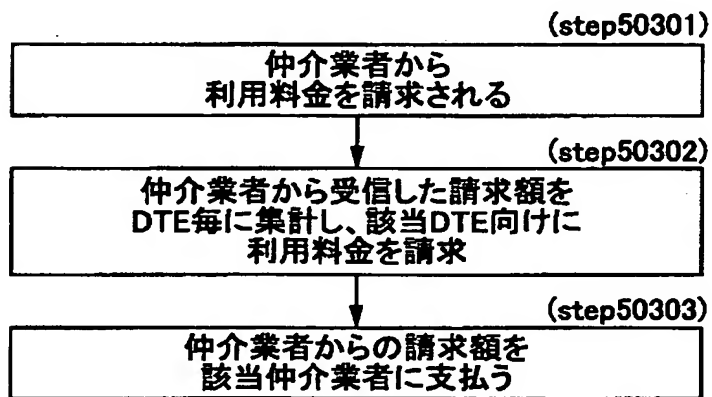 (step50301)
仲介業者から
利用料金を請求される
(step50302)
仲介業者から受信した請求額を
DTE毎に集計し、該当DTE向けに
利用料金を請求
(step50303)
仲介業者からの請求額を
該当仲介業者に支払う